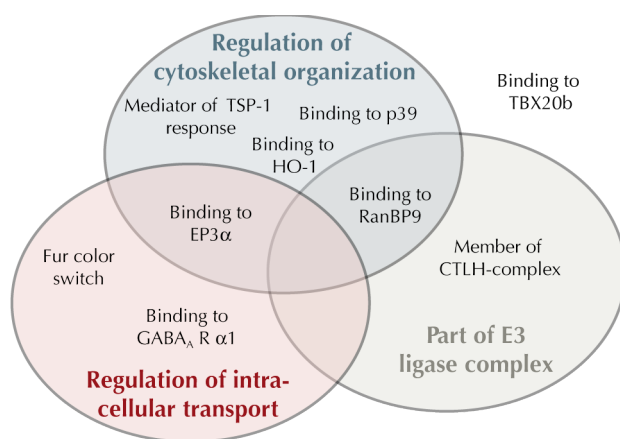 Regulation of
cytoskeletal organization
Mediator of TSP-1
response
Binding to p39
Binding to
HO-1
Binding to
TBX20b
Binding to
RanBP9
Binding to
EP3α
Fur color
switch
Member of
CTLH-complex
Binding to
GABA_A R α1
Part of E3
ligase complex
Regulation of intra-
cellular transport